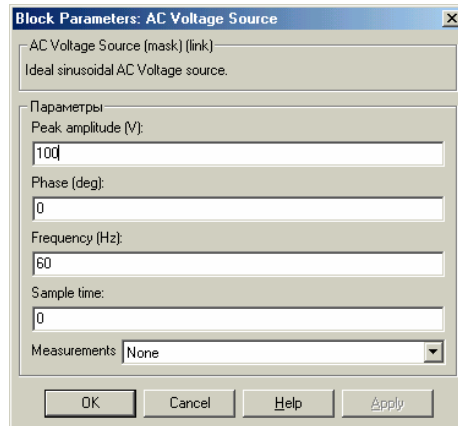 Block Parameters: AC Voltage Source
AC Voltage Source (mask) (link)
Ideal sinusoidal AC Voltage source.
Параметры
Peak amplitude (V):
100
Phase (deg):
0
Frequency (Hz):
60
Sample time:
0
Measurements None
OK Cancel Help Apply